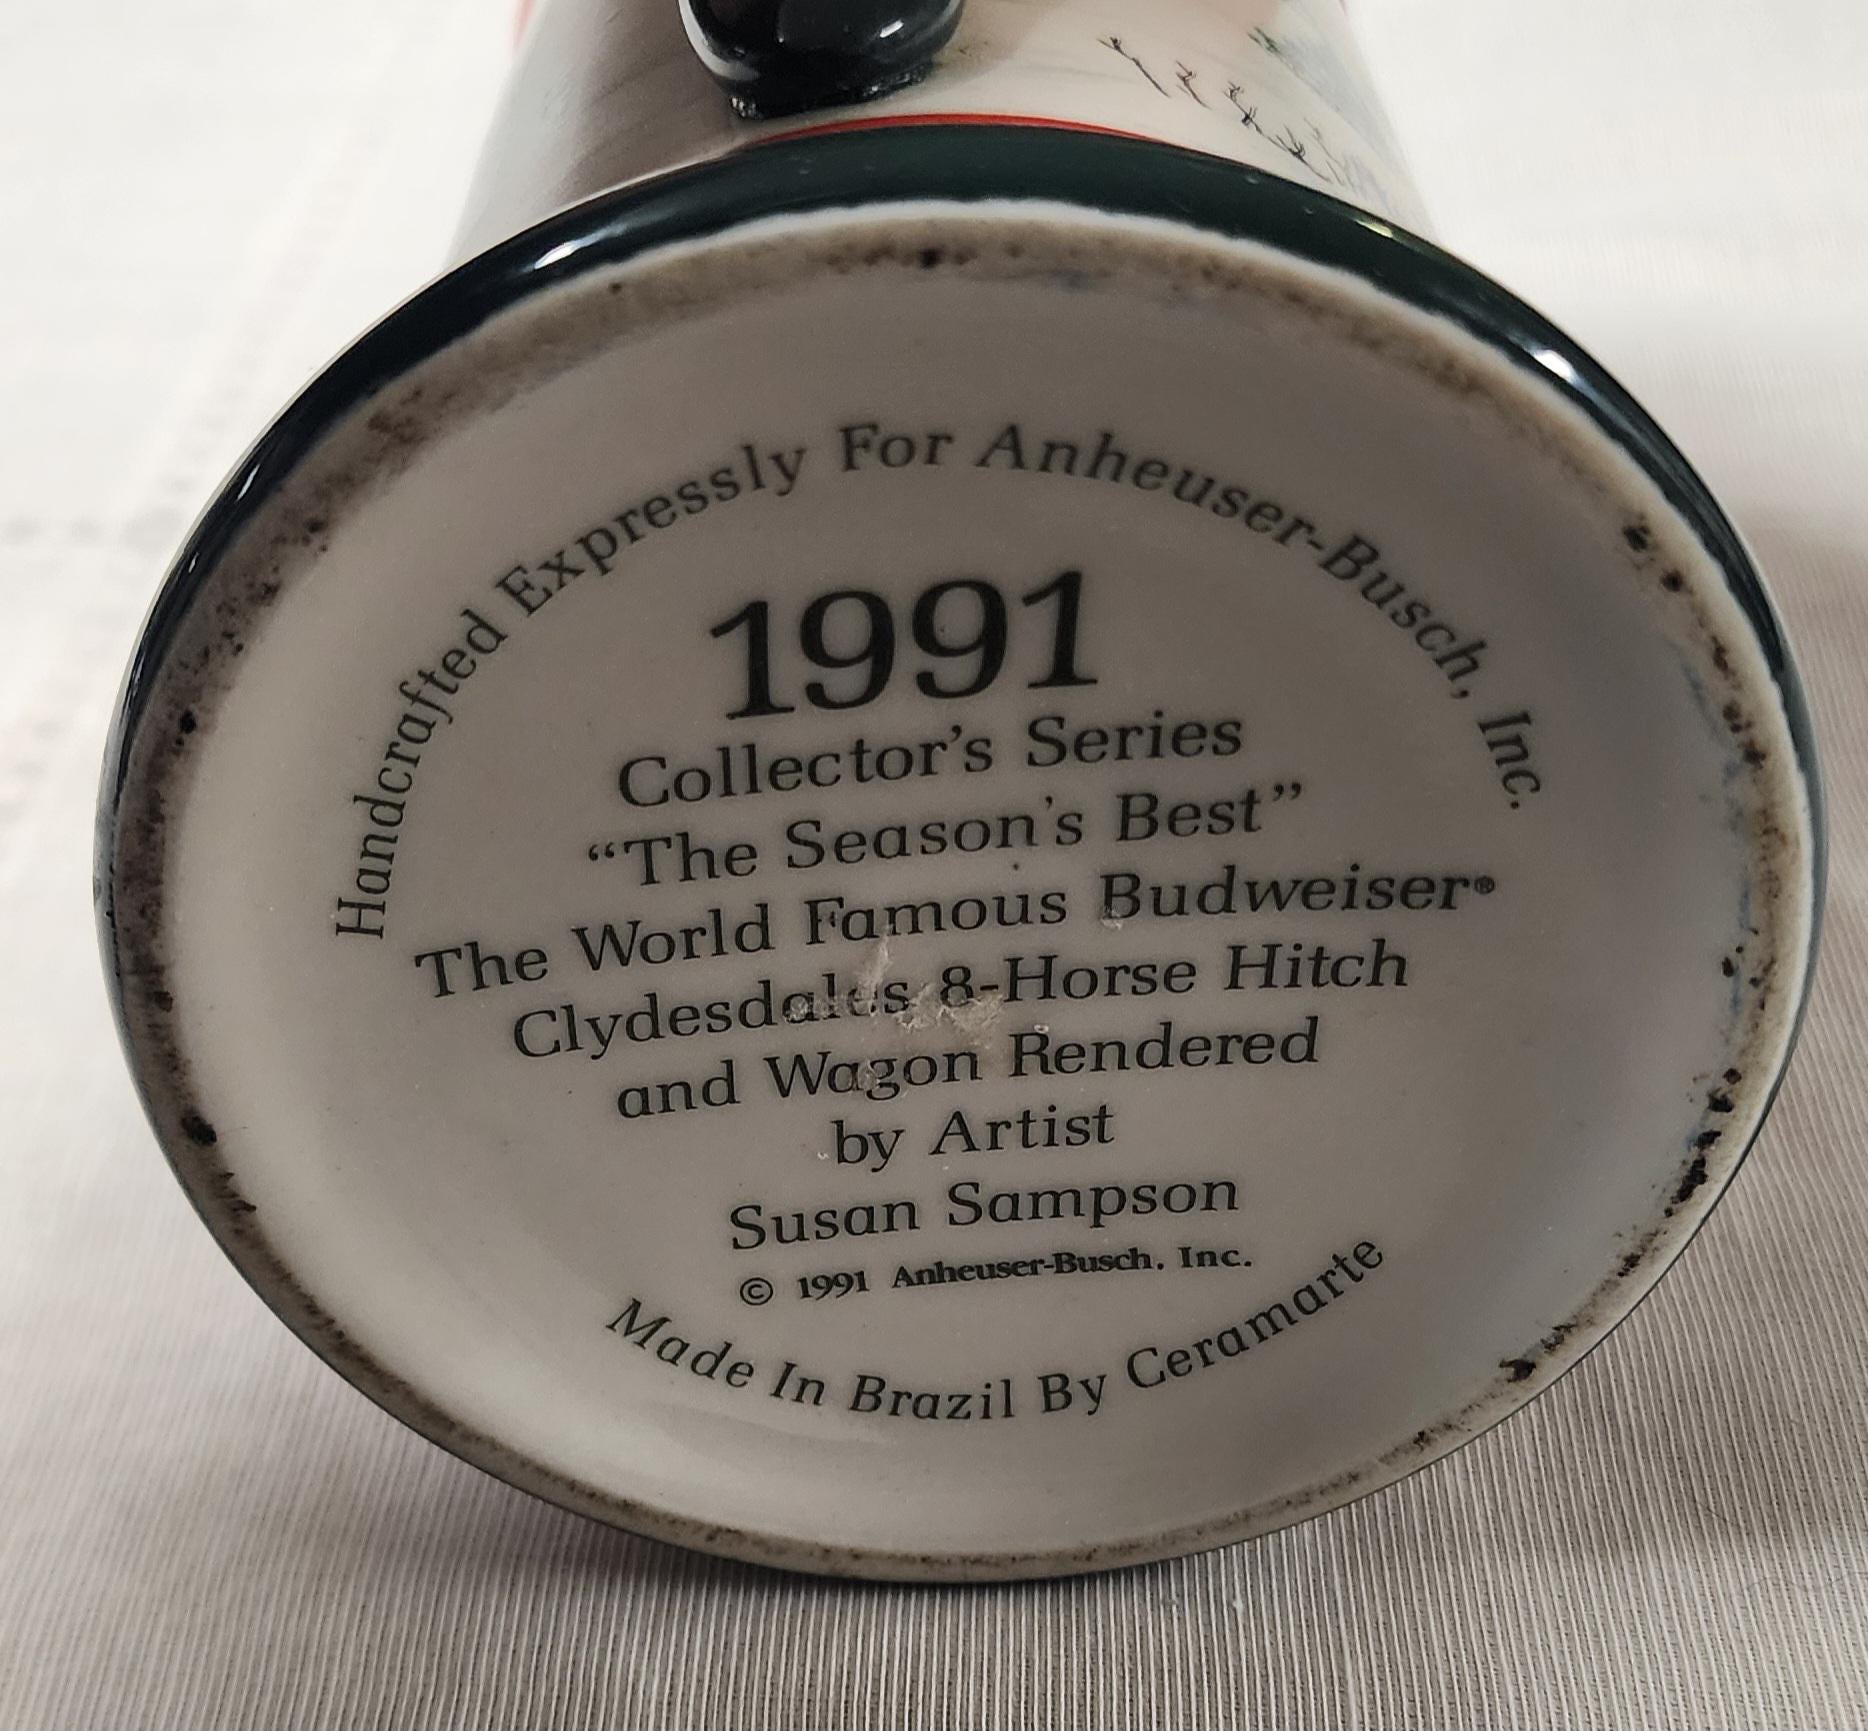 Handcrafted Expressly For Anheuser-Busch, Inc.
1991
Collector's Series
“The Season's Best”
The World Famous Budweiser®
Clydesdales 8-Horse Hitch
and Wagon Rendered
by Artist
Susan Sampson
© 1991 Anheuser-Busch. Inc.
Made In Brazil By Ceramarte